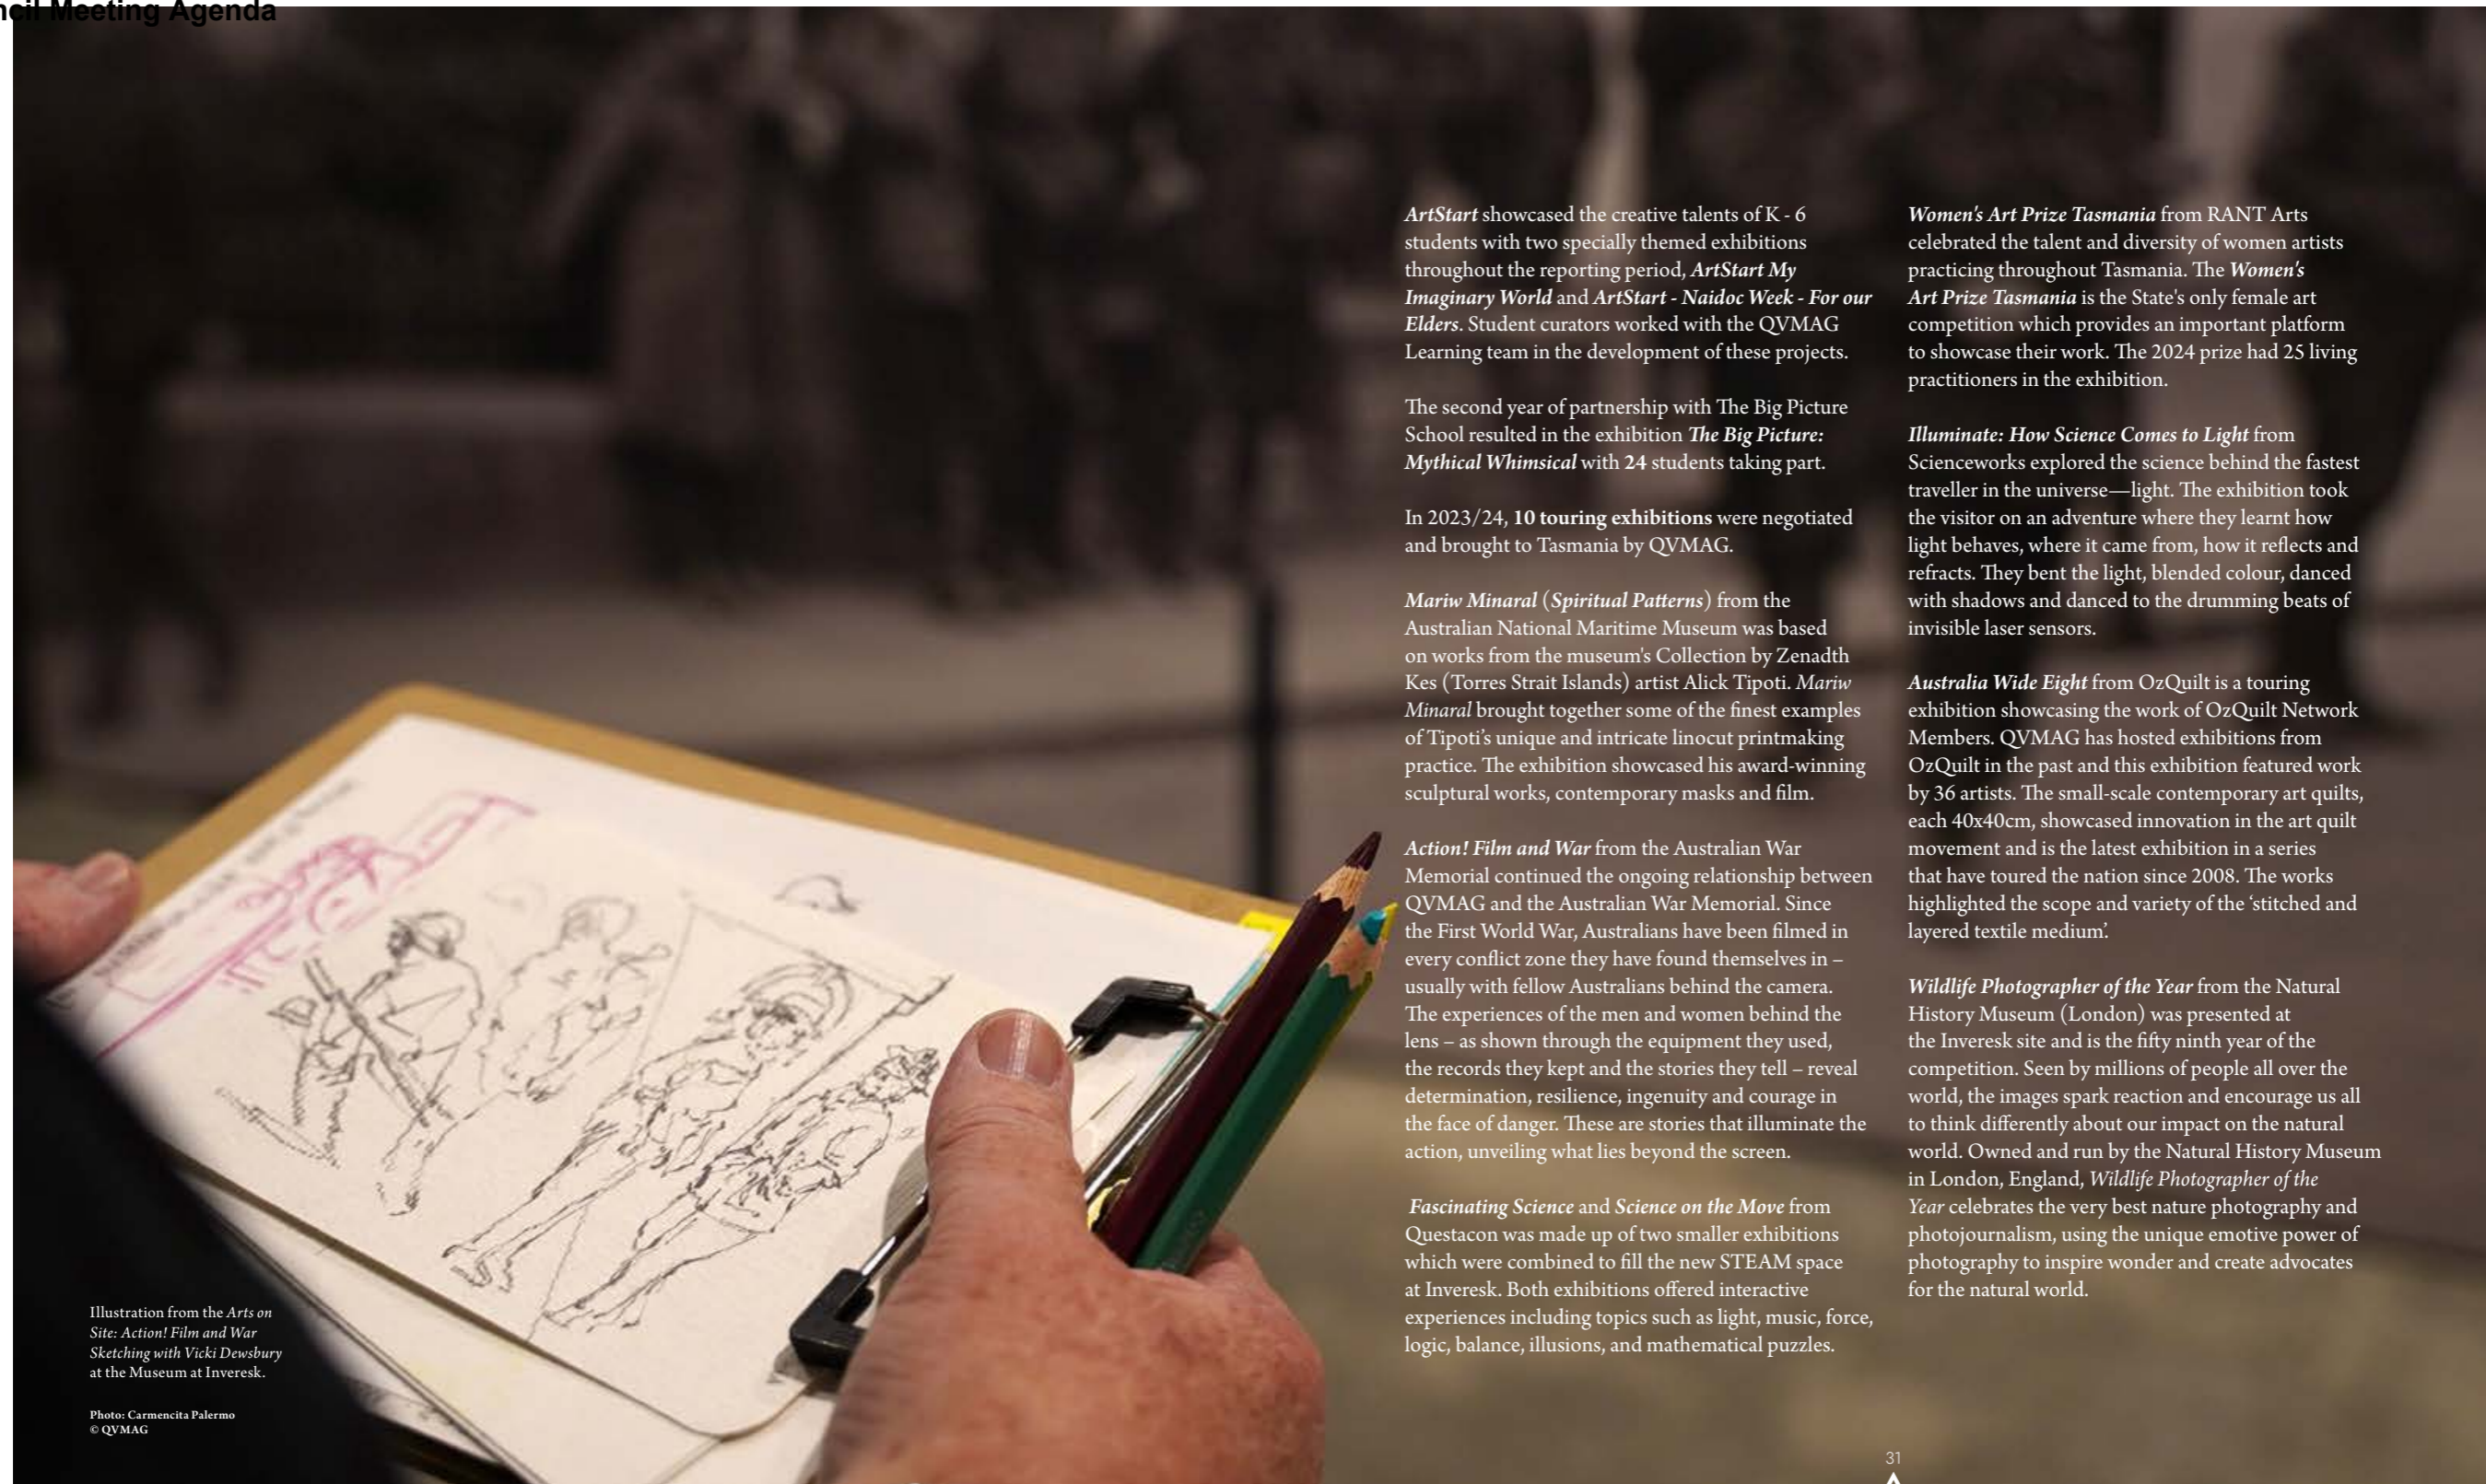 Meeting Agenda
ArtStart showcased the creative talents of K - 6
students with two specially themed exhibitions
throughout the reporting period, ArtStart My
Imaginary World and ArtStart - Naidoc Week - For our
Elders. Student curators worked with the QVMAG
Learning team in the development of these projects.
The second year of partnership with The Big Picture
School resulted in the exhibition The Big Picture:
Mythical Whimsical with 24 students taking part.
In 2023/24, 10 touring exhibitions were negotiated
and brought to Tasmania by QVMAG.
Mariw Minaral (Spiritual Patterns) from the
Australian National Maritime Museum was based
on works from the museum's Collection by Zenadth
Kes (Torres Strait Islands) artist Alick Tipoti. Mariw
Minaral brought together some of the finest examples
of Tipoti’s unique and intricate linocut printmaking
practice. The exhibition showcased his award-winning
sculptural works, contemporary masks and film.
Action! Film and War from the Australian War
Memorial continued the ongoing relationship between
QVMAG and the Australian War Memorial. Since
the First World War, Australians have been filmed in
every conflict zone they have found themselves in –
usually with fellow Australians behind the camera.
The experiences of the men and women behind the
lens – as shown through the equipment they used,
the records they kept and the stories they tell – reveal
determination, resilience, ingenuity and courage in
the face of danger. These are stories that illuminate the
action, unveiling what lies beyond the screen.
Fascinating Science and Science on the Move from
Questacon was made up of two smaller exhibitions
which were combined to fill the new STEAM space
at Inveresk. Both exhibitions offered interactive
experiences including topics such as light, music, force,
logic, balance, illusions, and mathematical puzzles.
Women's Art Prize Tasmania from RANT Arts
celebrated the talent and diversity of women artists
practicing throughout Tasmania. The Women's
Art Prize Tasmania is the State's only female art
competition which provides an important platform
to showcase their work. The 2024 prize had 25 living
practitioners in the exhibition.
Illuminate: How Science Comes to Light from
Scienceworks explored the science behind the fastest
traveller in the universe—light. The exhibition took
the visitor on an adventure where they learnt how
light behaves, where it came from, how it reflects and
refracts. They bent the light, blended colour, danced
with shadows and danced to the drumming beats of
invisible laser sensors.
Australia Wide Eight from OzQuilt is a touring
exhibition showcasing the work of OzQuilt Network
Members. QVMAG has hosted exhibitions from
OzQuilt in the past and this exhibition featured work
by 36 artists. The small-scale contemporary art quilts,
each 40x40cm, showcased innovation in the art quilt
movement and is the latest exhibition in a series
that have toured the nation since 2008. The works
highlighted the scope and variety of the ‘stitched and
layered textile medium’.
Wildlife Photographer of the Year from the Natural
History Museum (London) was presented at
the Inveresk site and is the fifty ninth year of the
competition. Seen by millions of people all over the
world, the images spark reaction and encourage us all
to think differently about our impact on the natural
world. Owned and run by the Natural History Museum
in London, England, Wildlife Photographer of the
Year celebrates the very best nature photography and
photojournalism, using the unique emotive power of
photography to inspire wonder and create advocates
for the natural world.
Illustration from the Arts on
Site: Action! Film and War
Sketching with Vicki Dewsbury
at the Museum at Inveresk.
Photo: Carmencita Palermo
© QVMAG
31